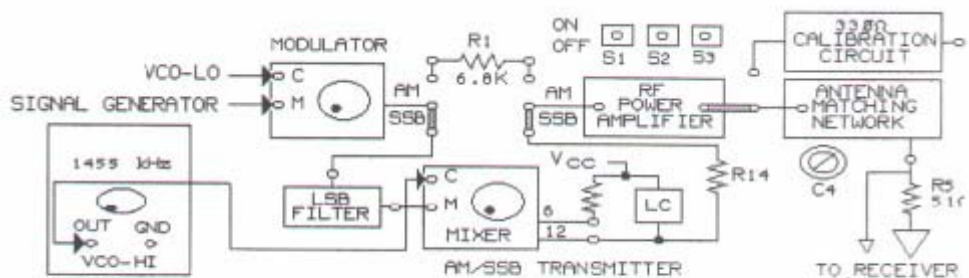 MODULATOR
VCO-LO
C
SIGNAL GENERATOR
M
AM
SSB
R1
6.8K
ON
OFF
S1
S2
S3
330Ω
CALIBRATION
CIRCUIT
AM
SSB
RF
POWER
AMPLIFIER
ANTENNA
MATCHING
NETWORK
C4
R5
TO RECEIVER
1455 kHz
OUT
GND
VCO-HI
LSB
FILTER
C
M
MIXER
6
12
Vcc
LC
R14
AM/SSB TRANSMITTER